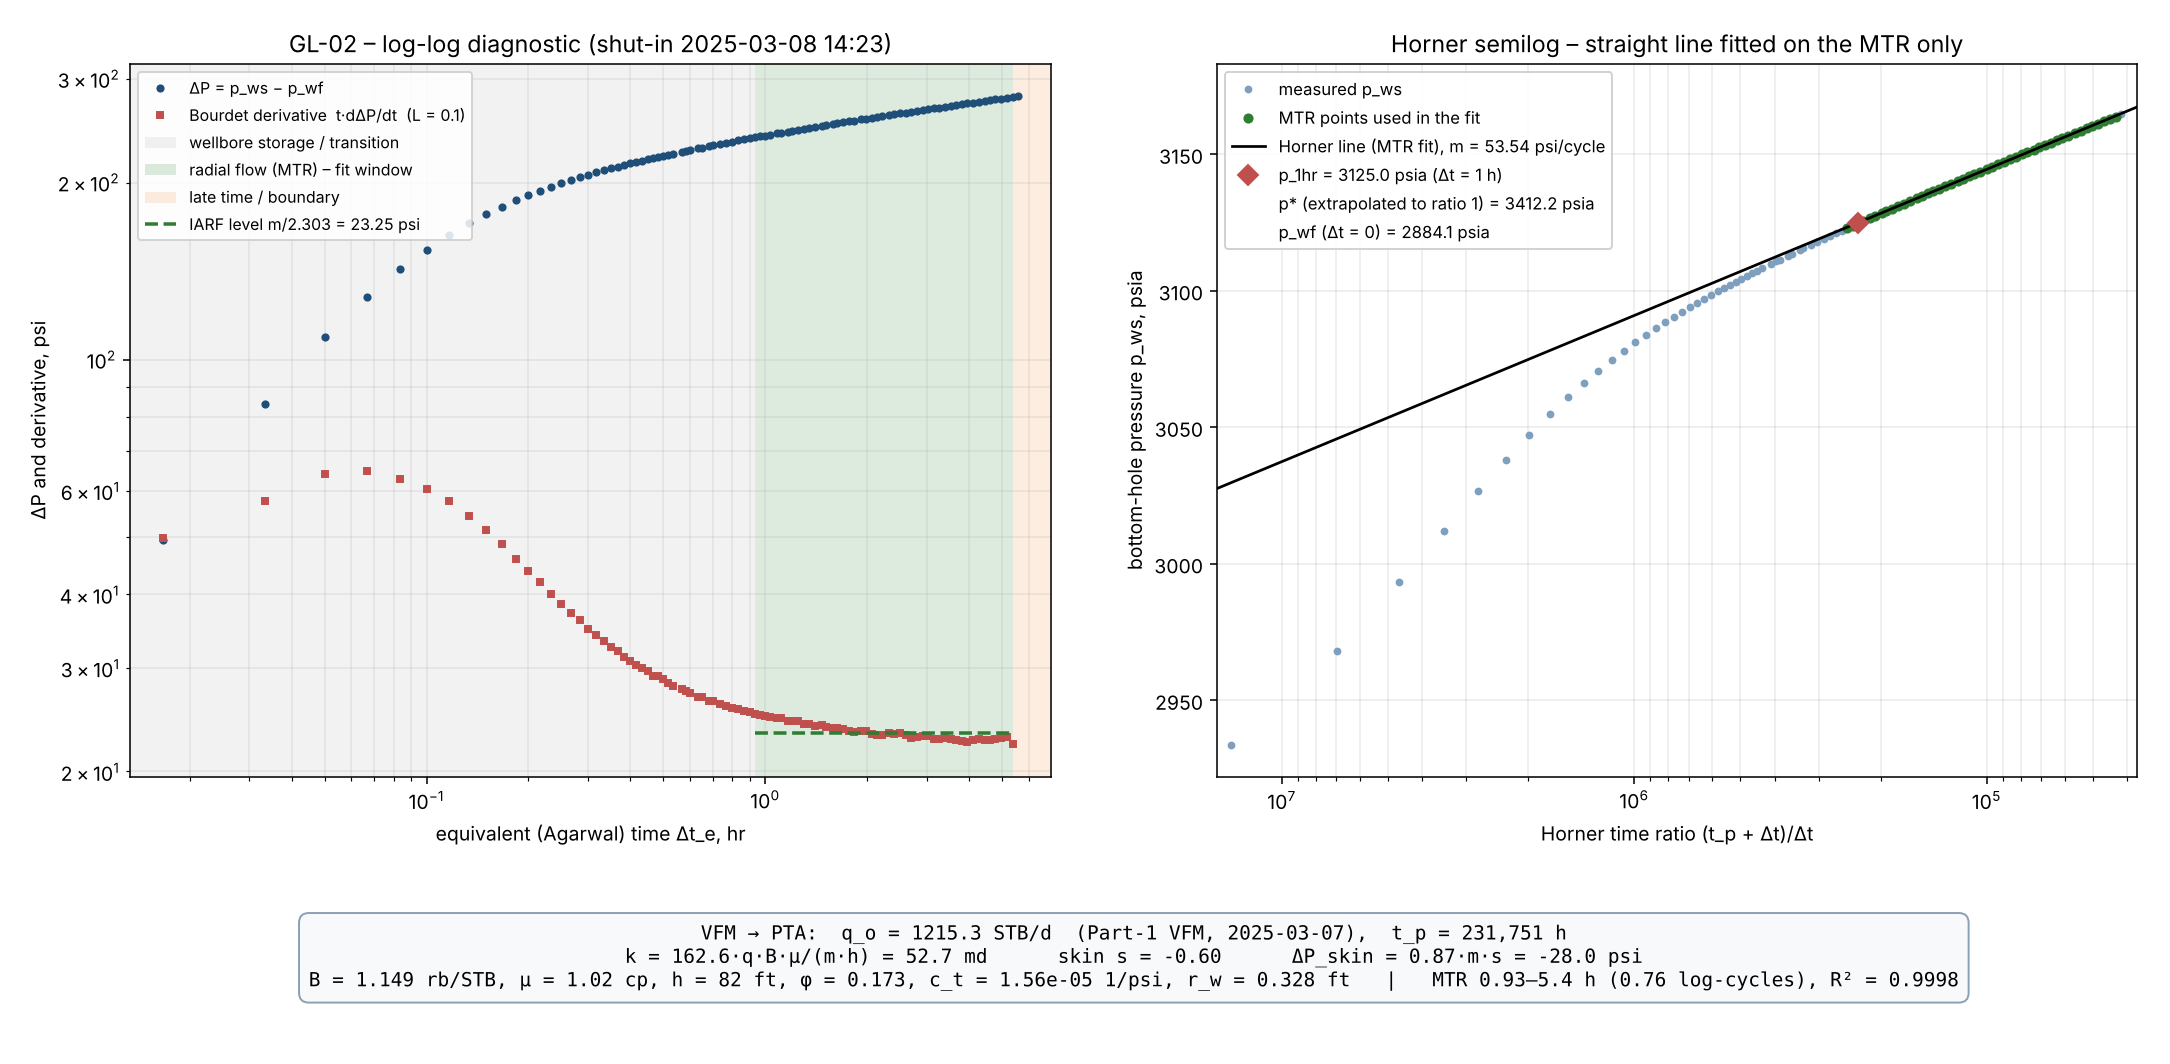 GL-02 – log-log diagnostic (shut-in 2025-03-08 14:23)
ΔP and derivative, psi
3 × 10²
2 × 10²
10²
6 × 10¹
4 × 10¹
3 × 10¹
2 × 10¹
ΔP = p_ws − p_wf
Bourdet derivative t·dΔP/dt (L = 0.1)
wellbore storage / transition
radial flow (MTR) – fit window
late time / boundary
IARF level m/2.303 = 23.25 psi
10⁻¹
10⁰
equivalent (Agarwal) time Δt_e, hr
Horner semilog – straight line fitted on the MTR only
bottom-hole pressure p_ws, psia
3150
3100
3050
3000
2950
measured p_ws
MTR points used in the fit
Horner line (MTR fit), m = 53.54 psi/cycle
p_1hr = 3125.0 psia (Δt = 1 h)
p* (extrapolated to ratio 1) = 3412.2 psia
p_wf (Δt = 0) = 2884.1 psia
10⁷
10⁶
10⁵
Horner time ratio (t_p + Δt)/Δt
VFM → PTA: q_o = 1215.3 STB/d (Part-1 VFM, 2025-03-07), t_p = 231,751 h
k = 162.6·q·B·μ/(m·h) = 52.7 md skin s = -0.60 ΔP_skin = 0.87·m·s = -28.0 psi
B = 1.149 rb/STB, μ = 1.02 cp, h = 82 ft, φ = 0.173, c_t = 1.56e-05 1/psi, r_w = 0.328 ft | MTR 0.93–5.4 h (0.76 log-cycles), R² = 0.9998